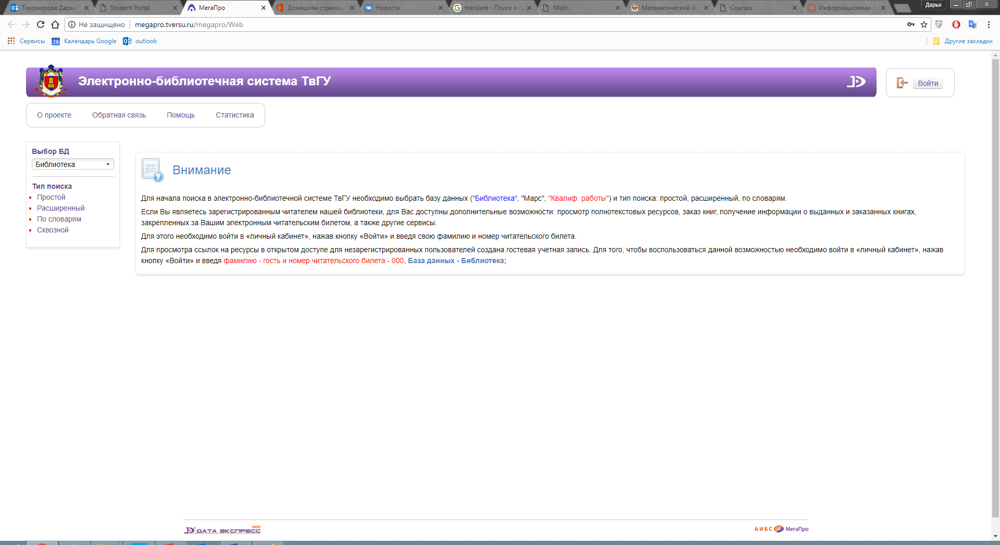 Тихомирова Дарья
Student Portal
МегаПро
Домашняя страниц
Новости
translate - Поиск в
Msdn
Математический ф
Courses
Информационная
Дарья
Не защищено
megapro.tversu.ru/megapro/Web
Сервисы
28
Календарь Google
outlook
Другие закладки
Электронно-библиотечная система ТвГУ
Войти
О проекте
Обратная связь
Помощь
Статистика
Выбор БД
Библиотека
Тип поиска
Простой
Расширенный
По словарям
Сквозной
Внимание
Для начала поиска в электронно-библиотечной системе ТвГУ необходимо выбрать базу данных ("Библиотека", "Марс", "Квалиф. работы") и тип поиска: простой, расширенный, по словарям.
Если Вы являетесь зарегистрированным читателем нашей библиотеки, для Вас доступны дополнительные возможности: просмотр полнотекстовых ресурсов, заказ книг, получение информации о выданных и заказанных книгах,
закрепленных за Вашим электронным читательским билетом, а также другие сервисы.
Для этого необходимо войти в «личный кабинет», нажав кнопку «Войти» и введя свою фамилию и номер читательского билета.
Для просмотра ссылок на ресурсы в открытом доступе для незарегистрированных пользователей создана гостевая учетная запись. Для того, чтобы воспользоваться данной возможностью необходимо войти в «личный кабинет», нажав
кнопку «Войти» и введя фамилию - гость и номер читательского билета - 000, База данных - Библиотека;
ДАТА ЭКСПРЕСС
АИБС МегаПро